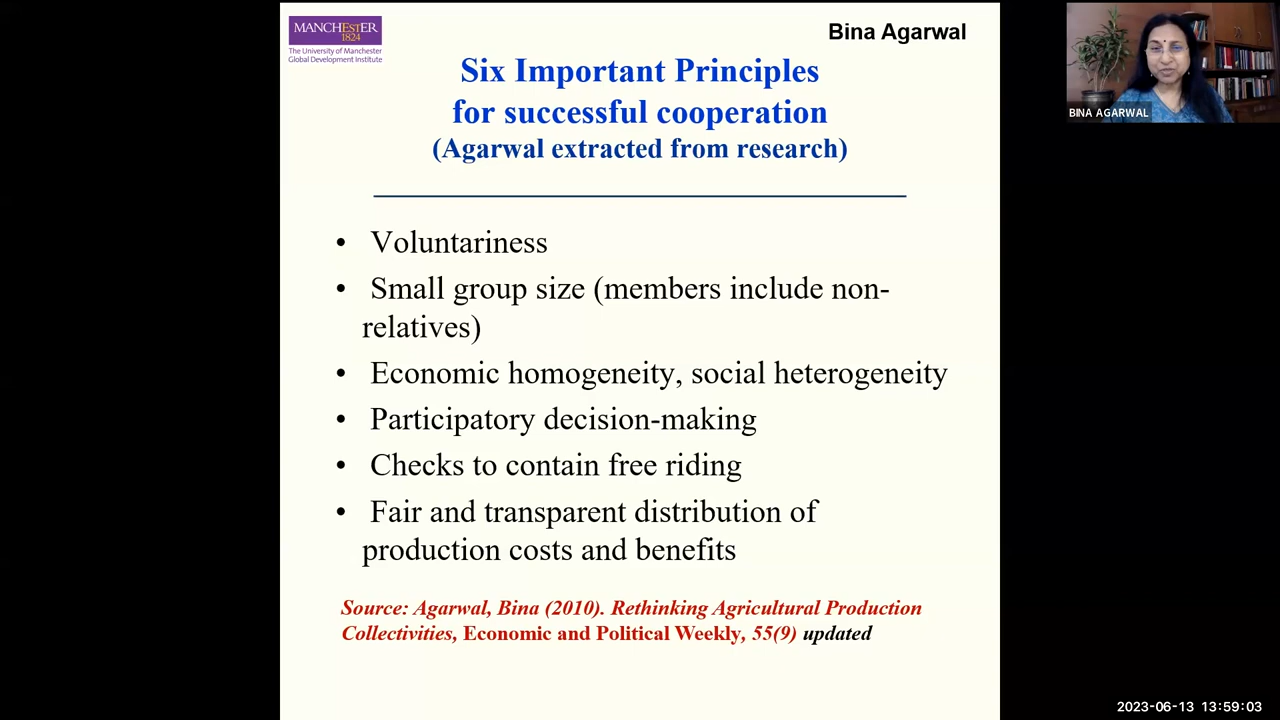 MANCHESTER
1824
The University of Manchester
Global Development Institute
Bina Agarwal
Six Important Principles
for successful cooperation
(Agarwal extracted from research)
• Voluntariness
• Small group size (members include non-
relatives)
• Economic homogeneity, social heterogeneity
• Participatory decision-making
• Checks to contain free riding
• Fair and transparent distribution of
production costs and benefits
Source: Agarwal, Bina (2010). Rethinking Agricultural Production
Collectivities, Economic and Political Weekly, 55(9) updated
BINA AGARWAL
2023-06-13 13:59:03